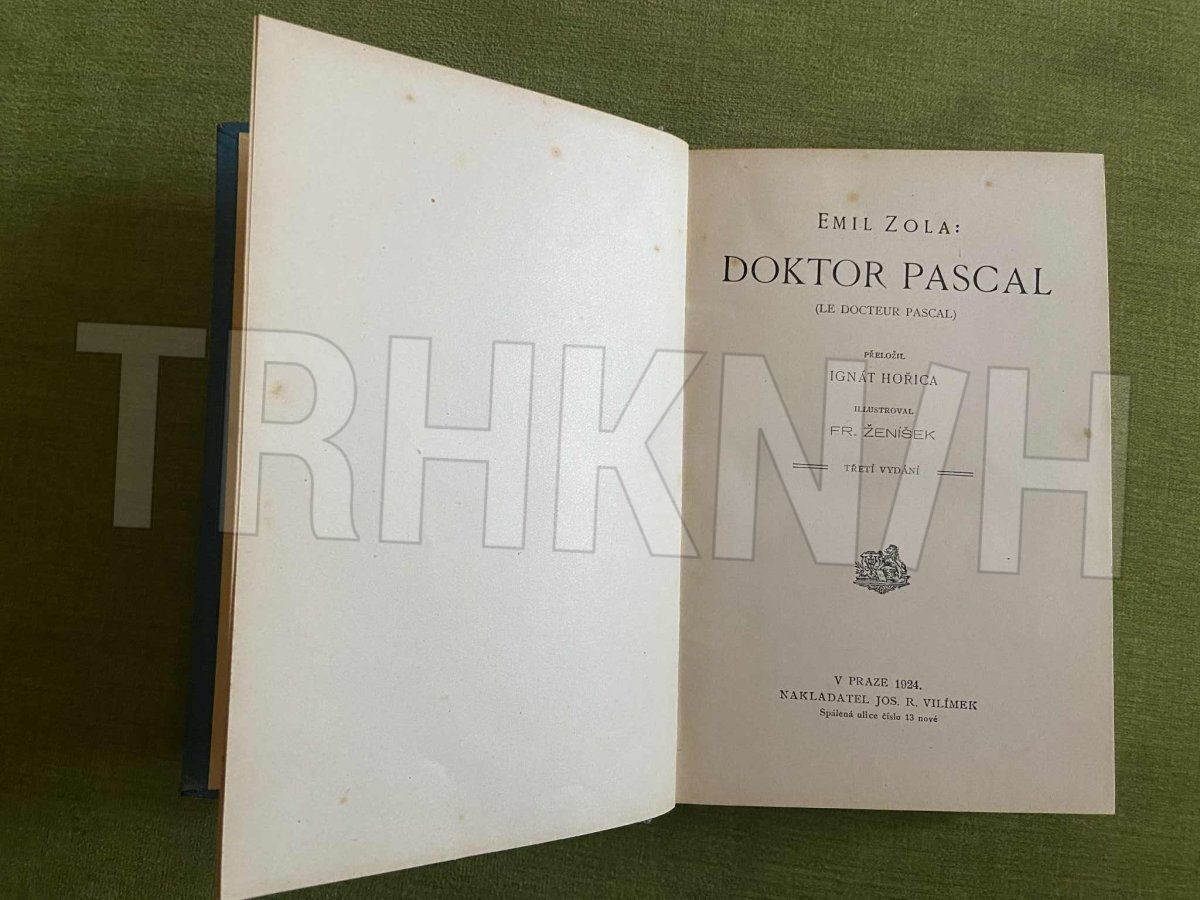 EMIL ZOLA:
DOKTOR PASCAL
(LE DOCTEUR PASCAL)
PŘELOŽIL
IGNÁT HOŘICA
ILLUSTROVAL
FR. ŽENÍŠEK
TŘETÍ VYDÁNÍ
TRHKNIH
V PRAZE 1924.
NAKLADATEL JOS. R. VILÍMEK
Spálená ulice číslo 13 nové